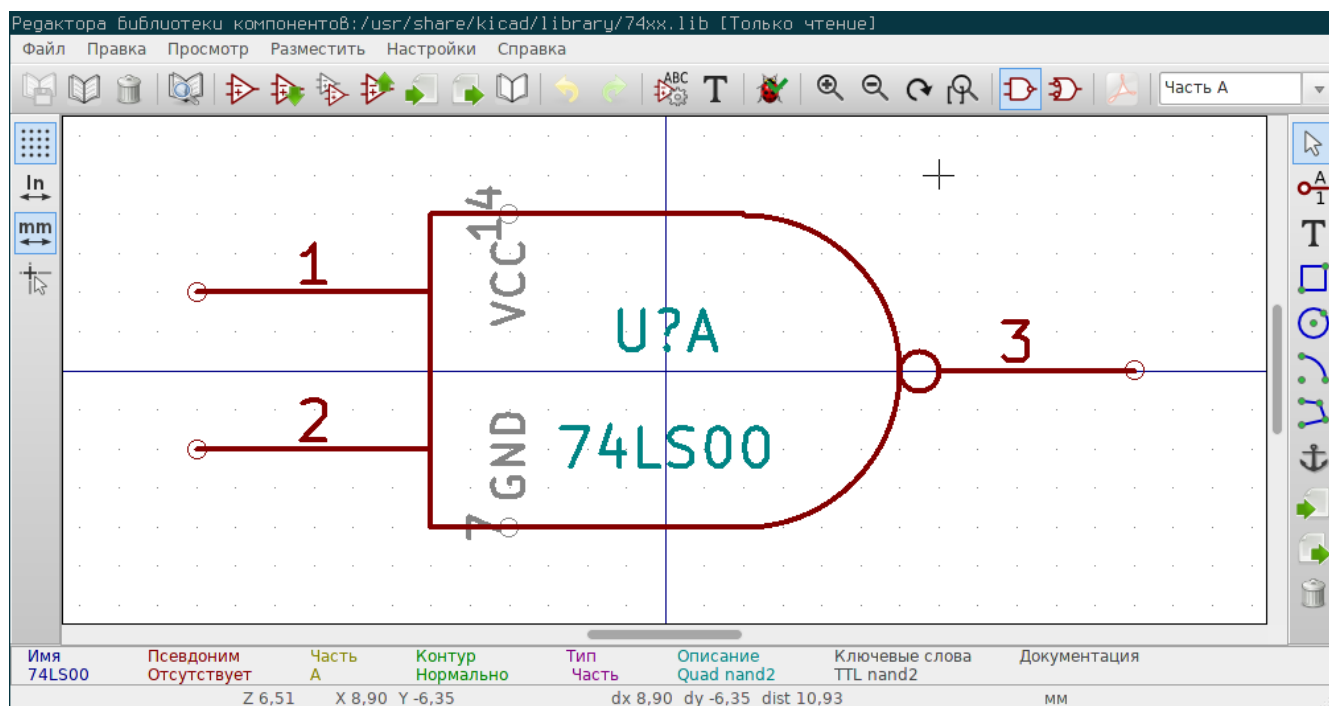 Редактора библиотеки компонентов:/usr/share/kicad/library/74xx.lib [Только чтение]
Файл Правка Просмотр Разместить Настройки Справка
ABC T Часть A
In
mm
A
1
T
14
VCC
1
2
U?A
3
74LS00
GND
7
Имя Псевдоним Часть Контур Тип Описание Ключевые слова Документация
74LS00 Отсутствует A Нормально Часть Quad nand2 TTL nand2
Z 6,51 X 8,90 Y -6,35 dx 8,90 dy -6,35 dist 10,93 мм